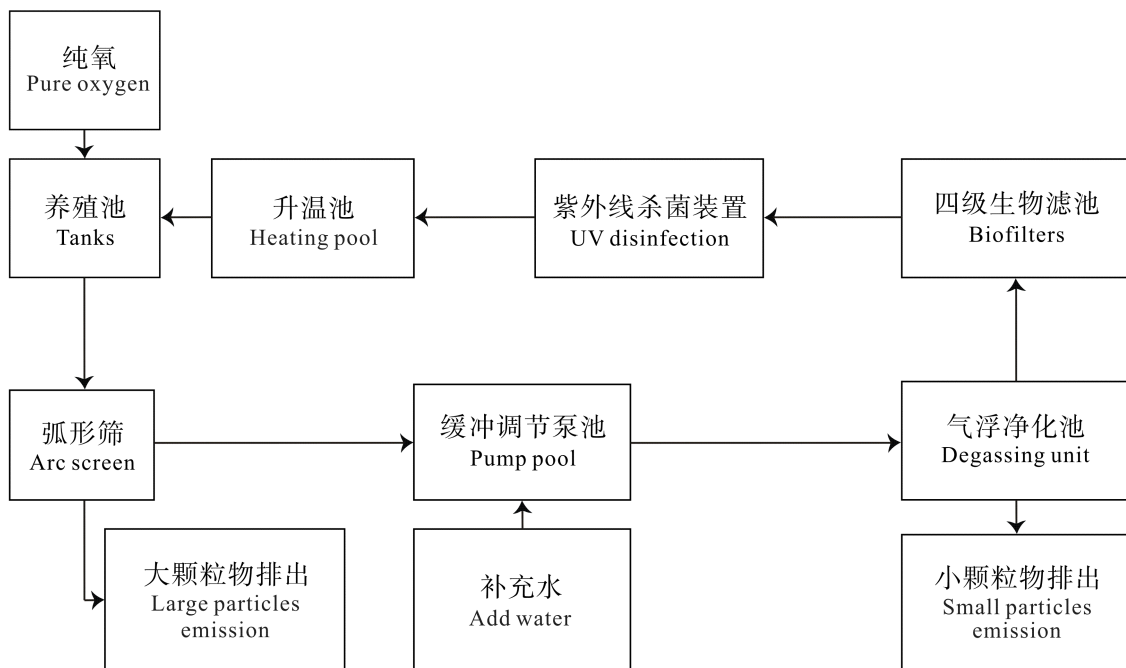 纯氧
Pure oxygen
养殖池
Tanks
升温池
Heating pool
紫外线杀菌装置
UV disinfection
四级生物滤池
Biofilters
弧形筛
Arc screen
缓冲调节泵池
Pump pool
气浮净化池
Degassing unit
大颗粒物排出
Large particles
emission
补充水
Add water
小颗粒物排出
Small particles
emission